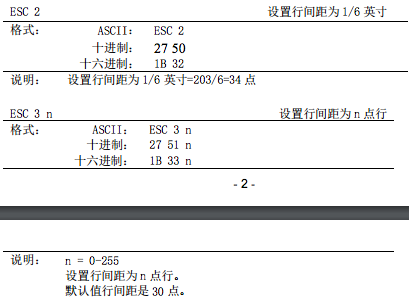 ESC 2 设置行间距为 1/6 英寸
格式： ASCII： ESC 2
十进制： 27 50
十六进制： 1B 32
说明： 设置行间距为 1/6 英寸=203/6=34 点
ESC 3 n 设置行间距为 n 点行
格式： ASCII： ESC 3 n
十进制： 27 51 n
十六进制： 1B 33 n
- 2 -
说明： n = 0-255
设置行间距为 n 点行。
默认值行间距是 30 点。